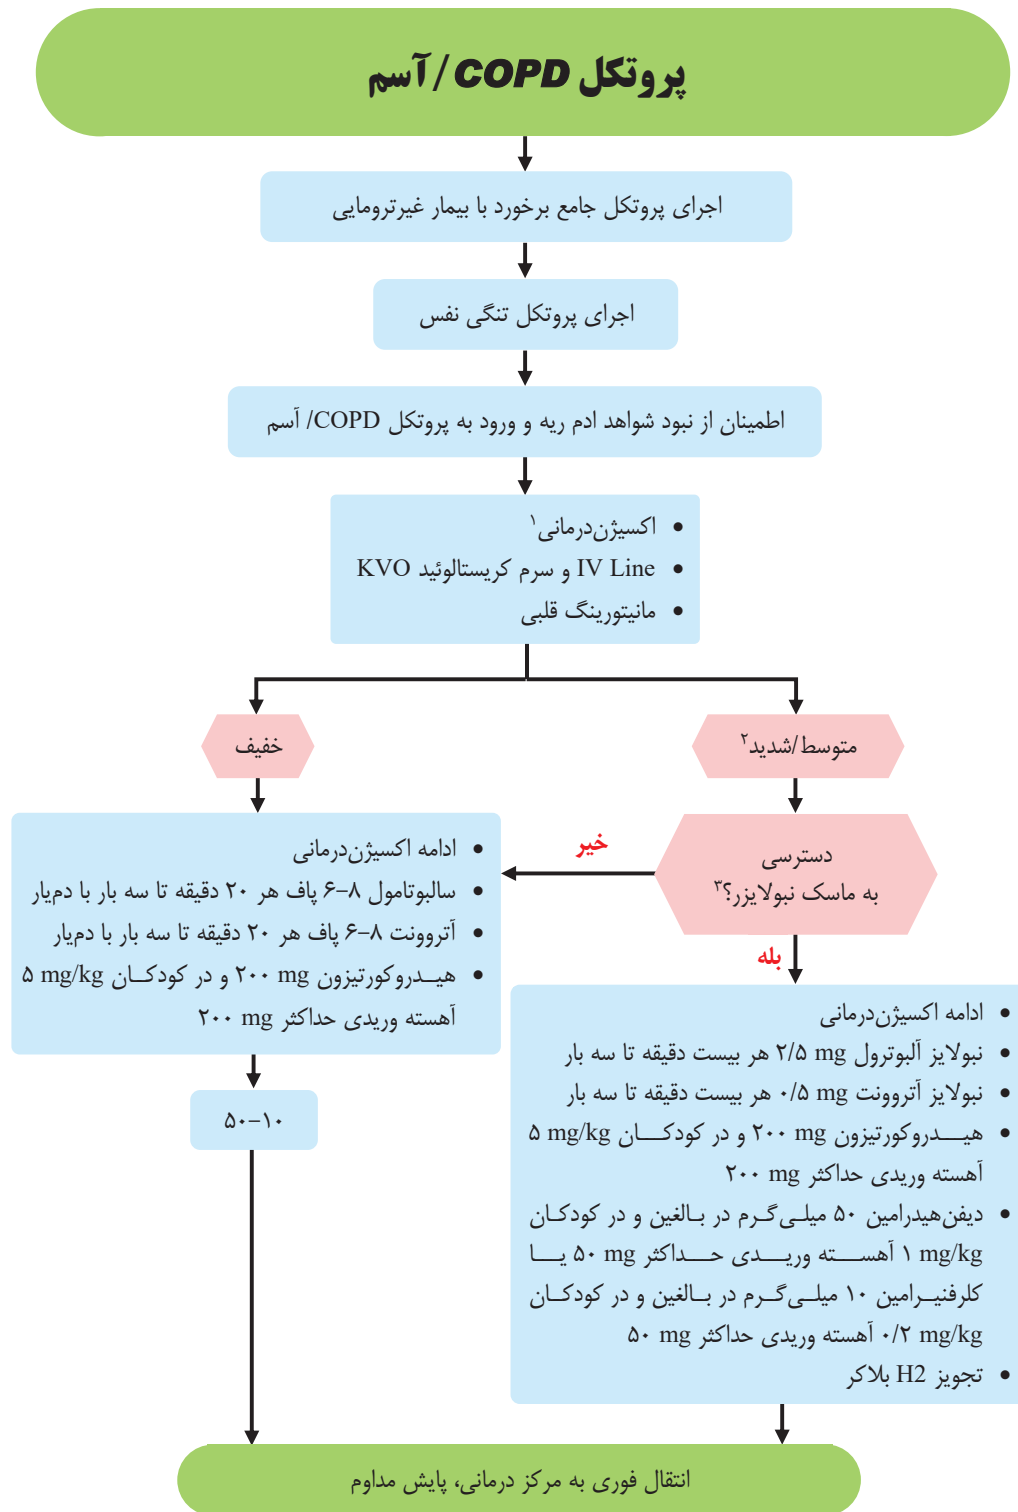 پروتکل COPD/آسم
اجرای پروتکل جامع برخورد با بیمار غیرترومایی
اجرای پروتکل تنگی نفس
اطمینان از نبود شواهد ادم ریه و ورود به پروتکل COPD/ آسم
• اکسیژن‌درمانی۱
• IV Line و سرم کریستالوئید KVO
• مانیتورینگ قلبی
متوسط/شدید۲
خفیف
دسترسی
به ماسک نبولایزر؟۳
خیر
بله
• ادامه اکسیژن‌درمانی
• سالبوتامول ۸–۶ پاف هر ۲۰ دقیقه تا سه بار با دم‌یار
• آتروونت ۸–۶ پاف هر ۲۰ دقیقه تا سه بار با دم‌یار
• هیدروکورتیزون ۲۰۰ mg و در کودکان ۵ mg/kg
آهسته وریدی حداکثر ۲۰۰ mg
۵۰–۱۰
• ادامه اکسیژن‌درمانی
• نبولایز آلبوترول ۲/۵ mg هر بیست دقیقه تا سه بار
• نبولایز آتروونت ۰/۵ mg هر بیست دقیقه تا سه بار
• هیدروکورتیزون ۲۰۰ mg و در کودکان ۵ mg/kg
آهسته وریدی حداکثر ۲۰۰ mg
• دیفن‌هیدرامین ۵۰ میلی‌گرم در بالغین و در کودکان
۱ mg/kg آهسته وریدی حداکثر ۵۰ mg یا
کلرفنیرامین ۱۰ میلی‌گرم در بالغین و در کودکان
۰/۲ mg/kg آهسته وریدی حداکثر ۵۰ mg
• تجویز H2 بلاکر
انتقال فوری به مرکز درمانی، پایش مداوم